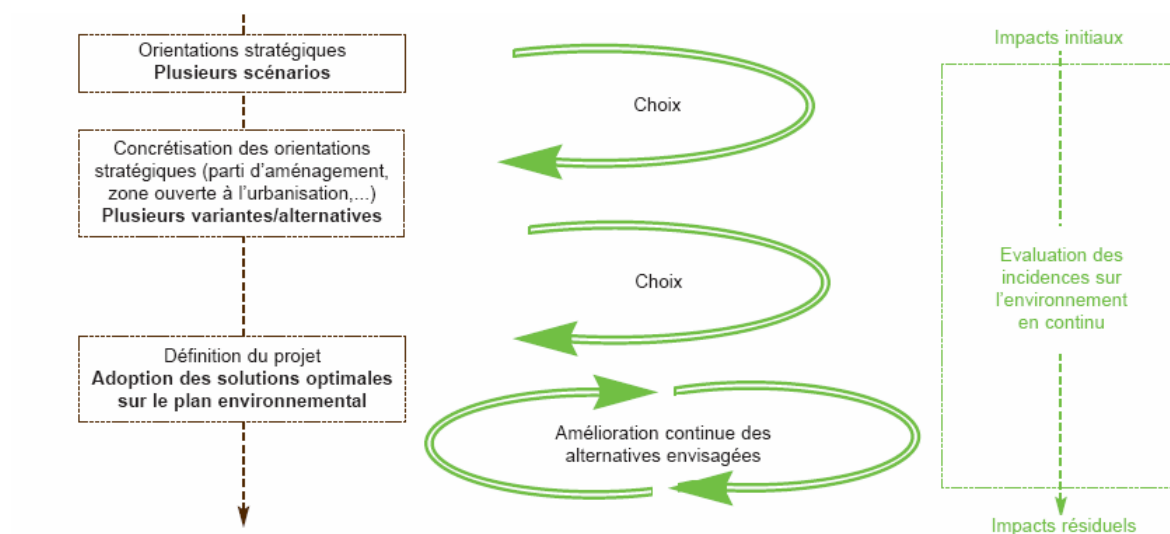 Orientations stratégiques
Plusieurs scénarios
Choix
Concrétisation des orientations
stratégiques (parti d'aménagement,
zone ouverte à l'urbanisation,...)
Plusieurs variantes/alternatives
Choix
Définition du projet
Adoption des solutions optimales
sur le plan environnemental
Amélioration continue des
alternatives envisagées
Impacts initiaux
Evaluation des
incidences sur
l'environnement
en continu
Impacts résiduels